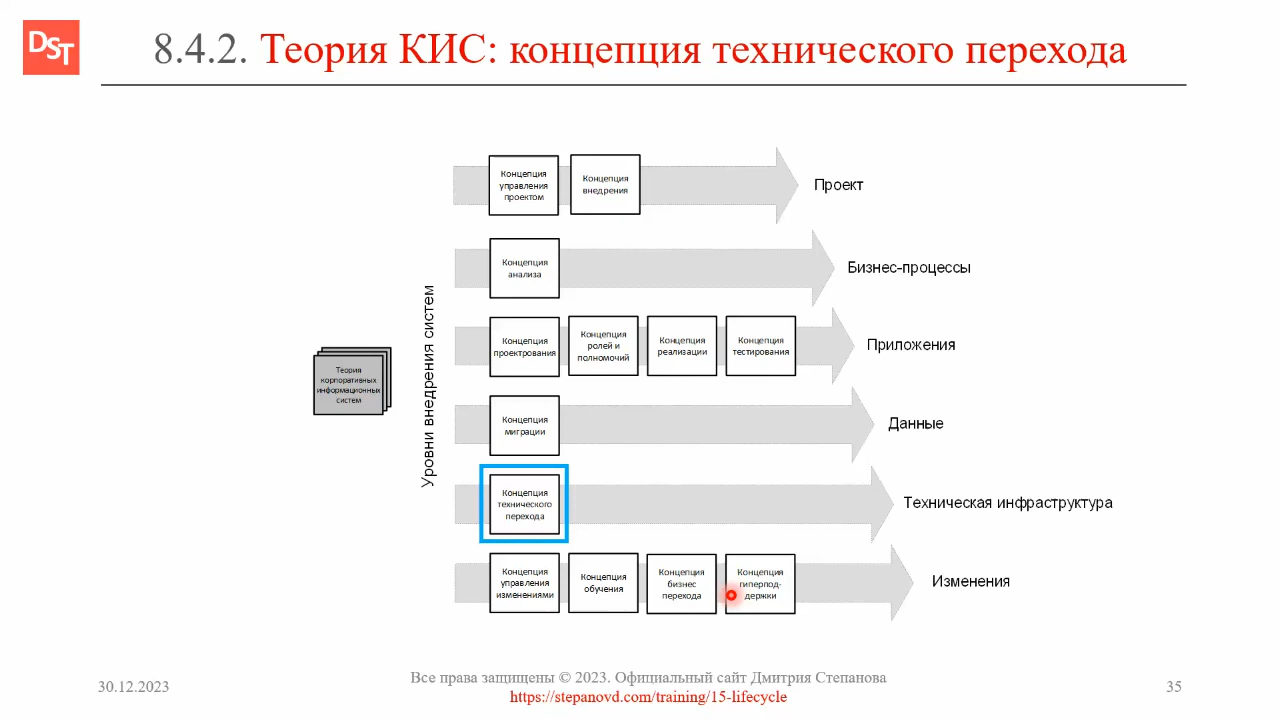 DST
8.4.2. Теория КИС: концепция технического перехода
Концепция
управления
проектом
Концепция
внедрения
Проект
Концепция
анализа
Бизнес-процессы
Концепция
проектрования
Концепция
ролей и
полномочий
Концепция
реализации
Концепция
тестирования
Приложения
Теория
корпоративных
информационных
систем
Уровни внедрения систем
Концепция
миграции
Данные
Концепция
технического
перехода
Техническая инфраструктура
Концепция
управления
изменениями
Концепция
обучения
Концепция
бизнес
перехода
Концепция
гиперпод-
держки
Изменения
30.12.2023
Все права защищены © 2023. Официальный сайт Дмитрия Степанова
https://stepanovd.com/training/15-lifecycle
35